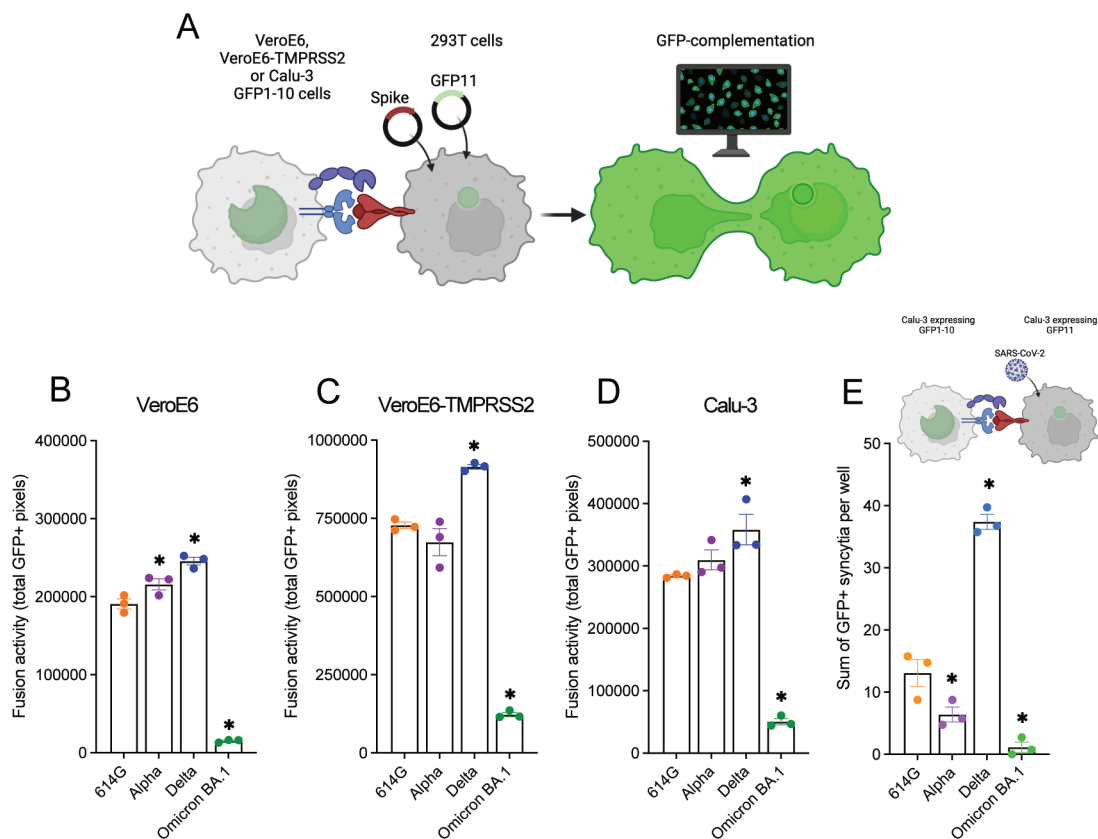 A
VeroE6,
VeroE6-TMPRSS2
or Calu-3
GFP1-10 cells
293T cells
Spike
GFP11
GFP-complementation
B
VeroE6
Fusion activity (total GFP+ pixels)
400000
300000
200000
100000
0
*
*
*
614G
Alpha
Delta
Omicron BA.1
C
VeroE6-TMPRSS2
Fusion activity (total GFP+ pixels)
1000000
750000
500000
250000
0
*
*
614G
Alpha
Delta
Omicron BA.1
D
Calu-3
Fusion activity (total GFP+ pixels)
500000
400000
300000
200000
100000
0
*
*
614G
Alpha
Delta
Omicron BA.1
E
Calu-3 expressing
GFP1-10
Calu-3 expressing
GFP11
SARS-CoV-2
Sum of GFP+ syncytia per well
50
40
30
20
10
0
*
*
*
614G
Alpha
Delta
Omicron BA.1